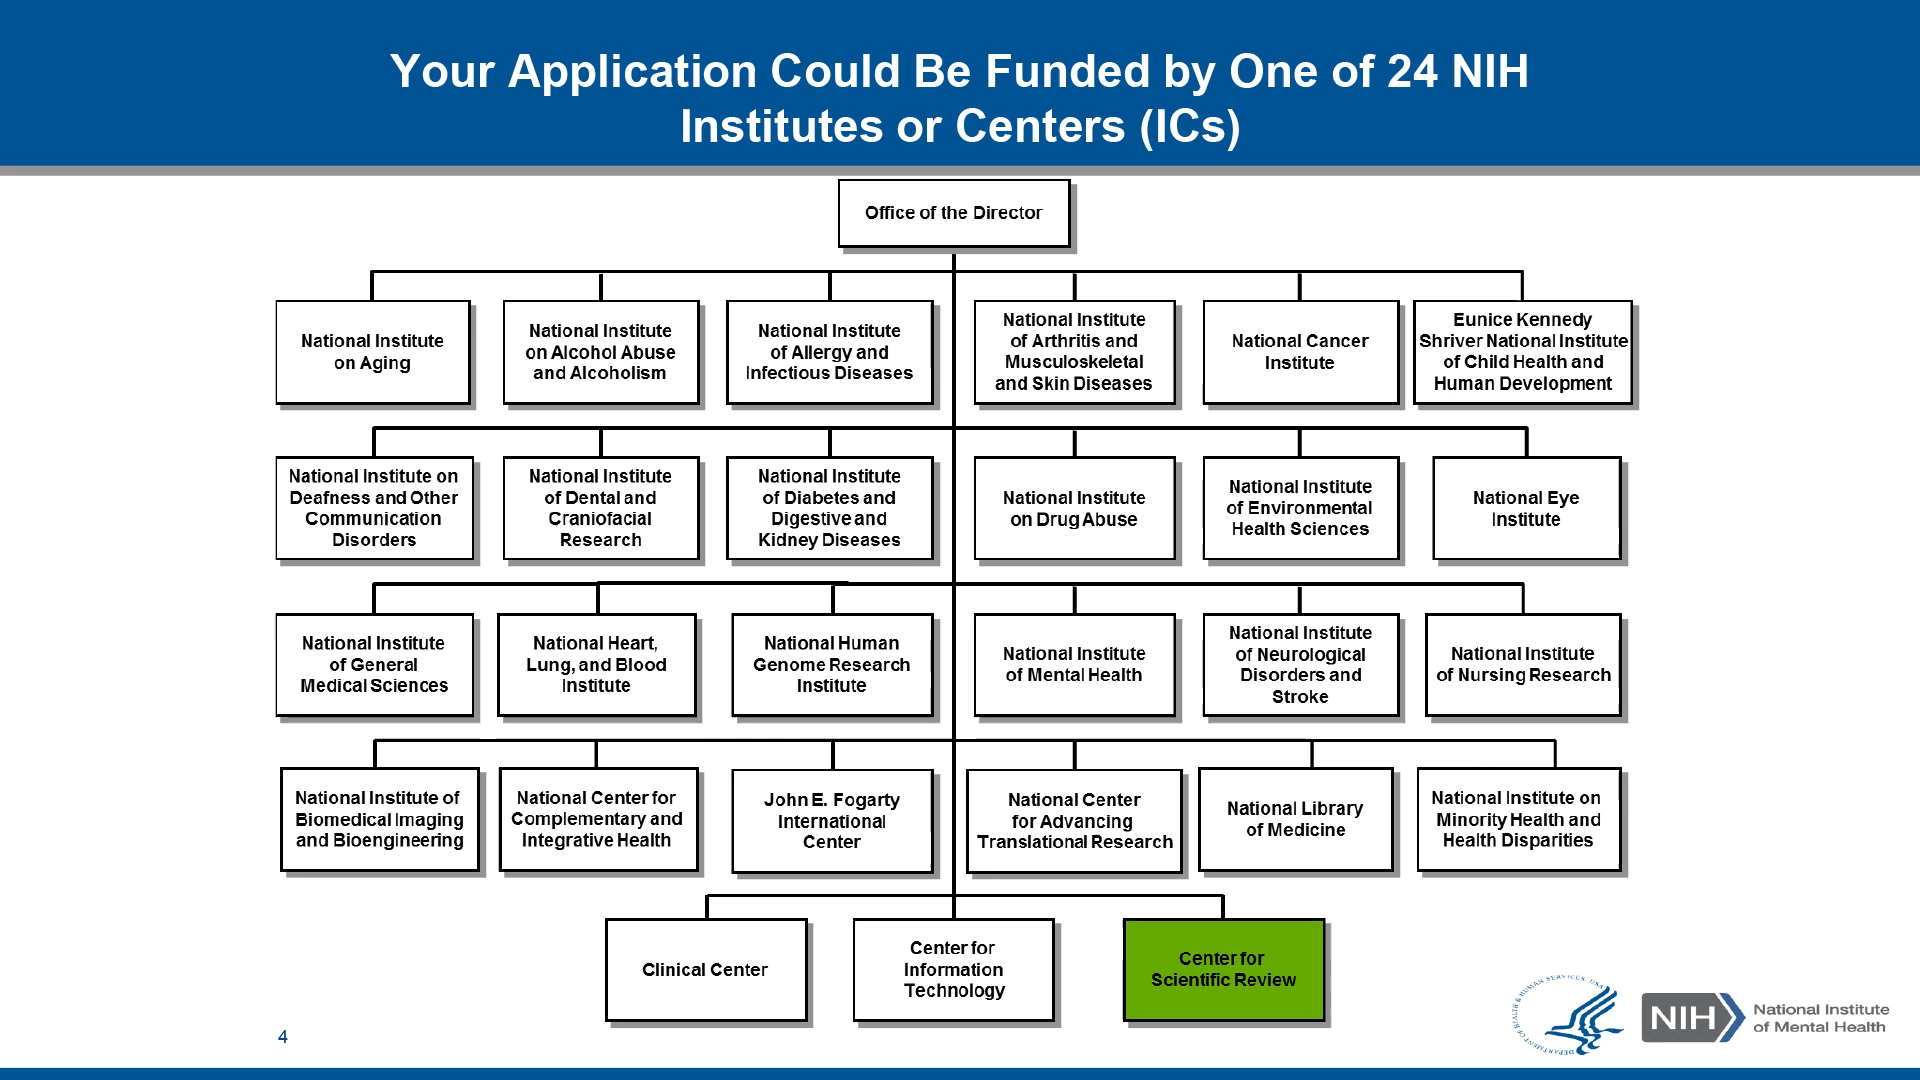 Your Application Could Be Funded by One of 24 NIH
Institutes or Centers (ICs)
Office of the Director
National Institute
on Aging
National Institute
on Alcohol Abuse
and Alcoholism
National Institute
of Allergy and
Infectious Diseases
National Institute
of Arthritis and
Musculoskeletal
and Skin Diseases
National Cancer
Institute
Eunice Kennedy
Shriver National Institute
of Child Health and
Human Development
National Institute on
Deafness and Other
Communication
Disorders
National Institute
of Dental and
Craniofacial
Research
National Institute
of Diabetes and
Digestive and
Kidney Diseases
National Institute
on Drug Abuse
National Institute
of Environmental
Health Sciences
National Eye
Institute
National Institute
of General
Medical Sciences
National Heart,
Lung, and Blood
Institute
National Human
Genome Research
Institute
National Institute
of Mental Health
National Institute
of Neurological
Disorders and
Stroke
National Institute
of Nursing Research
National Institute of
Biomedical Imaging
and Bioengineering
National Center for
Complementary and
Integrative Health
John E. Fogarty
International
Center
National Center
for Advancing
Translational Research
National Library
of Medicine
National Institute on
Minority Health and
Health Disparities
Clinical Center
Center for
Information
Technology
Center for
Scientific Review
4
DEPARTMENT OF HEALTH & HUMAN SERVICES. USA
NIH
National Institute
of Mental Health